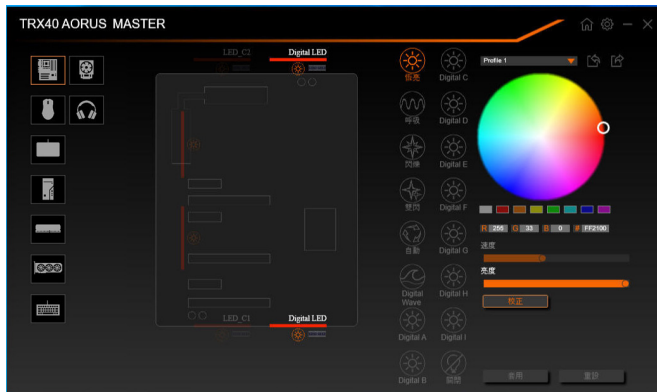 TRX40 AORUS MASTER
LED_C2 Digital LED
LED_C1 Digital LED
恆亮 Digital C
呼吸 Digital D
閃爍 Digital E
雙閃 Digital F
自動 Digital G
Digital Wave Digital H
Digital A Digital I
Digital B 關閉
Profile 1
R 255 G 33 B 0 # FF2100
速度
亮度
校正
套用 重設